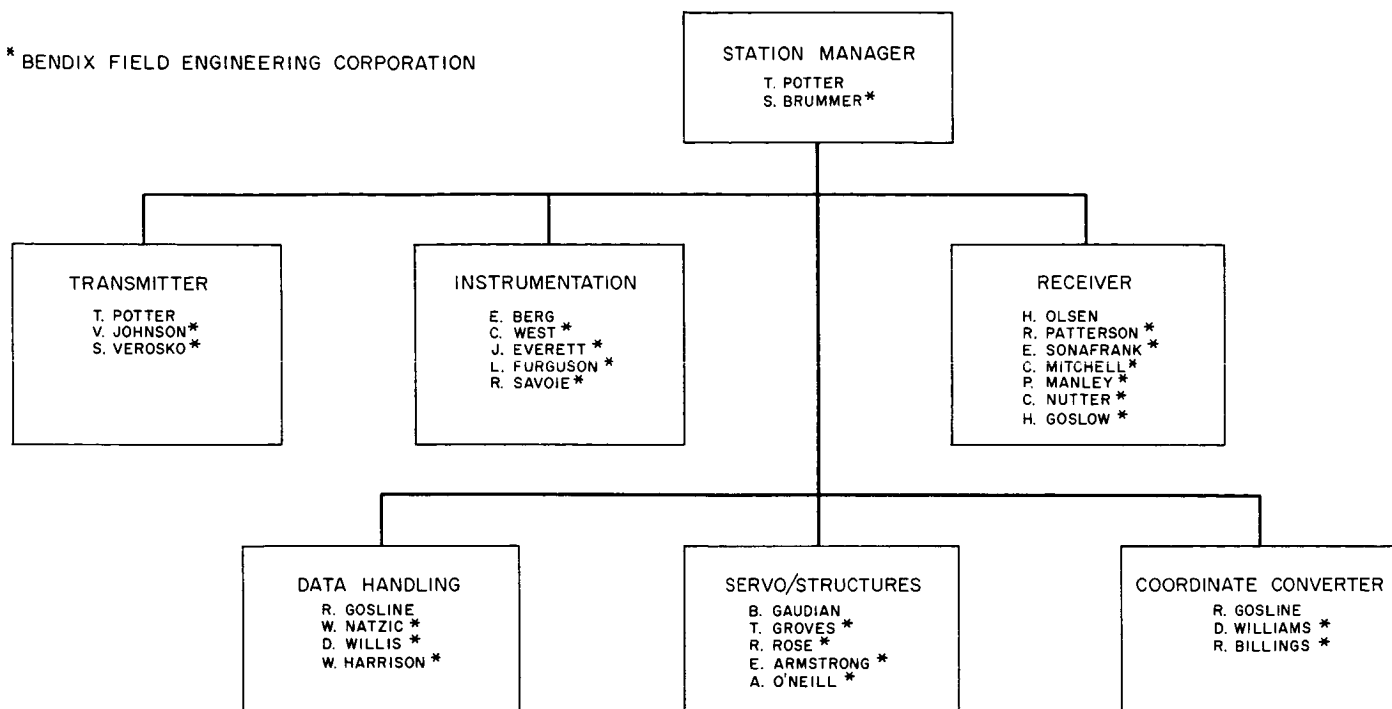 * BENDIX FIELD ENGINEERING CORPORATION
STATION MANAGER
T. POTTER
S. BRUMMER *
TRANSMITTER
T. POTTER
V. JOHNSON *
S. VEROSKO *
INSTRUMENTATION
E. BERG
C. WEST *
J. EVERETT *
L. FURGUSON *
R. SAVOIE *
RECEIVER
H. OLSEN
R. PATTERSON *
E. SONAFRANK *
C. MITCHELL *
P. MANLEY *
C. NUTTER *
H. GOSLOW *
DATA HANDLING
R. GOSLINE
W. NATZIC *
D. WILLIS *
W. HARRISON *
SERVO/STRUCTURES
B. GAUDIAN
T. GROVES *
R. ROSE *
E. ARMSTRONG *
A. O'NEILL *
COORDINATE CONVERTER
R. GOSLINE
D. WILLIAMS *
R. BILLINGS *